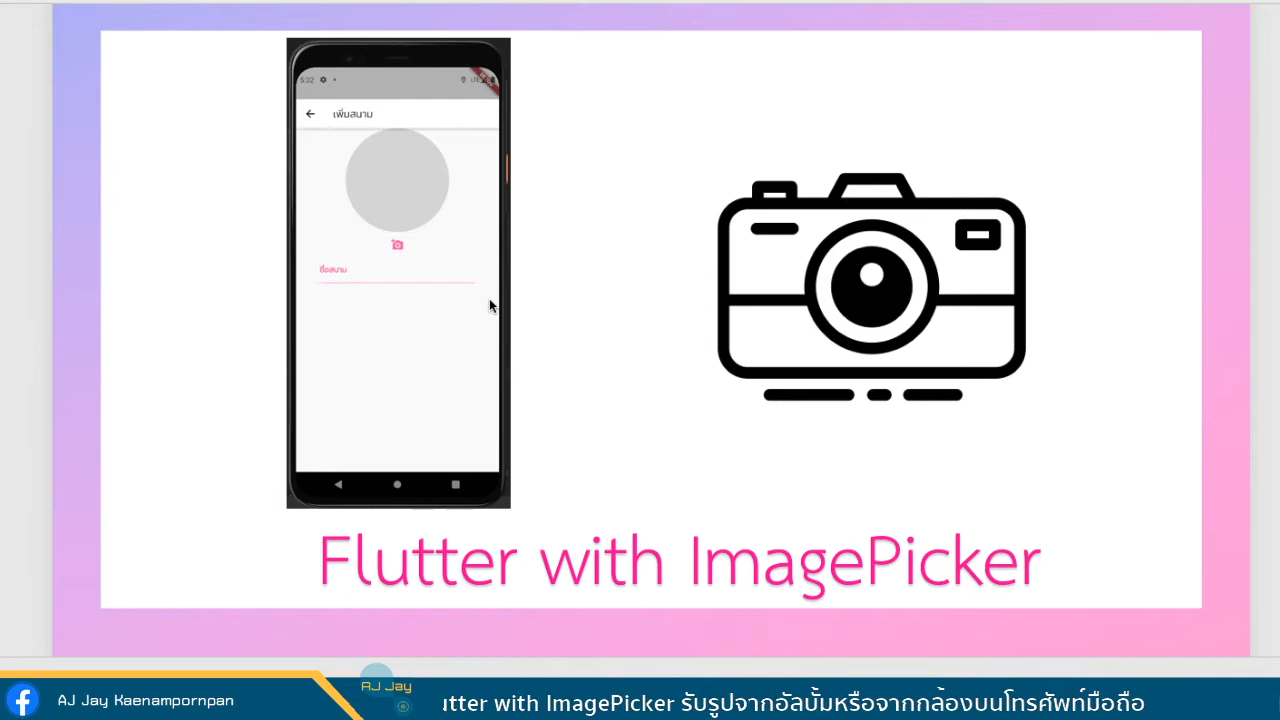 5:32
เพิ่มสนาม
ชื่อสนาม
Flutter with ImagePicker
AJ Jay Kaenampornpan
AJ Jay
utter with ImagePicker รับรูปจากอัลบั้มหรือจากกล้องบนโทรศัพท์มือถือ